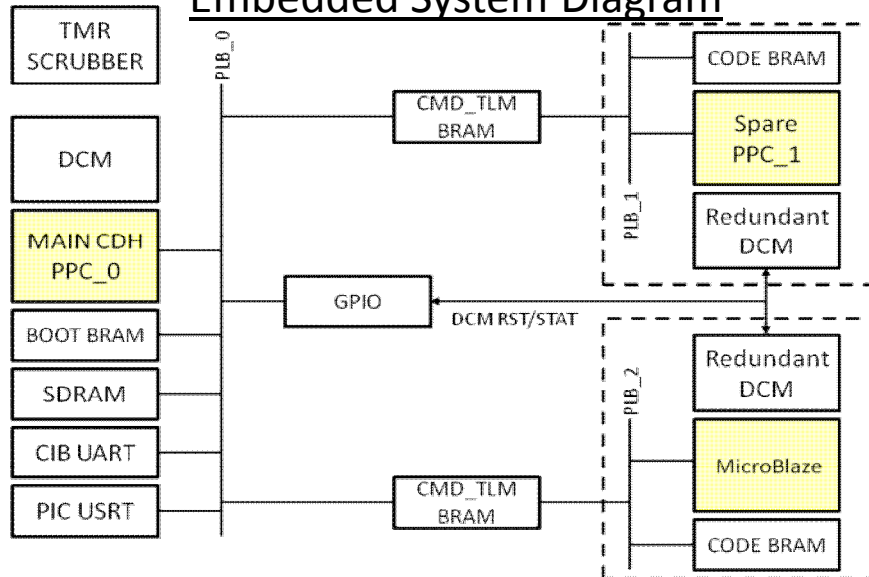 Embedded System Diagram
TMR
SCRUBBER
DCM
MAIN CDH
PPC_0
BOOT BRAM
SDRAM
CIB UART
PIC USRT
PLB_0
CMD_TLM
BRAM
GPIO
DCM RST/STAT
CMD_TLM
BRAM
PLB_1
CODE BRAM
Spare
PPC_1
Redundant
DCM
PLB_2
Redundant
DCM
MicroBlaze
CODE BRAM